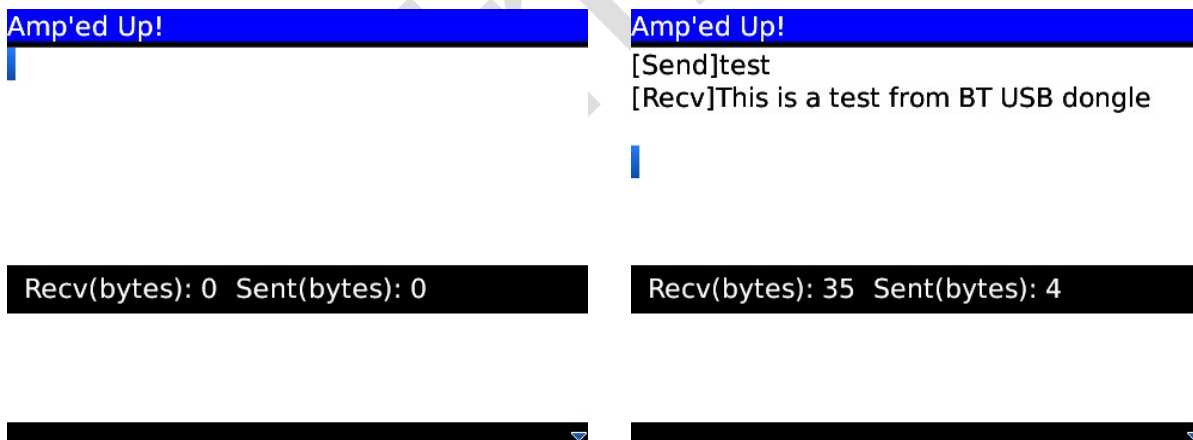 Amp'ed Up!
Recv(bytes): 0 Sent(bytes): 0
Amp'ed Up!
[Send]test
[Recv]This is a test from BT USB dongle
Recv(bytes): 35 Sent(bytes): 4